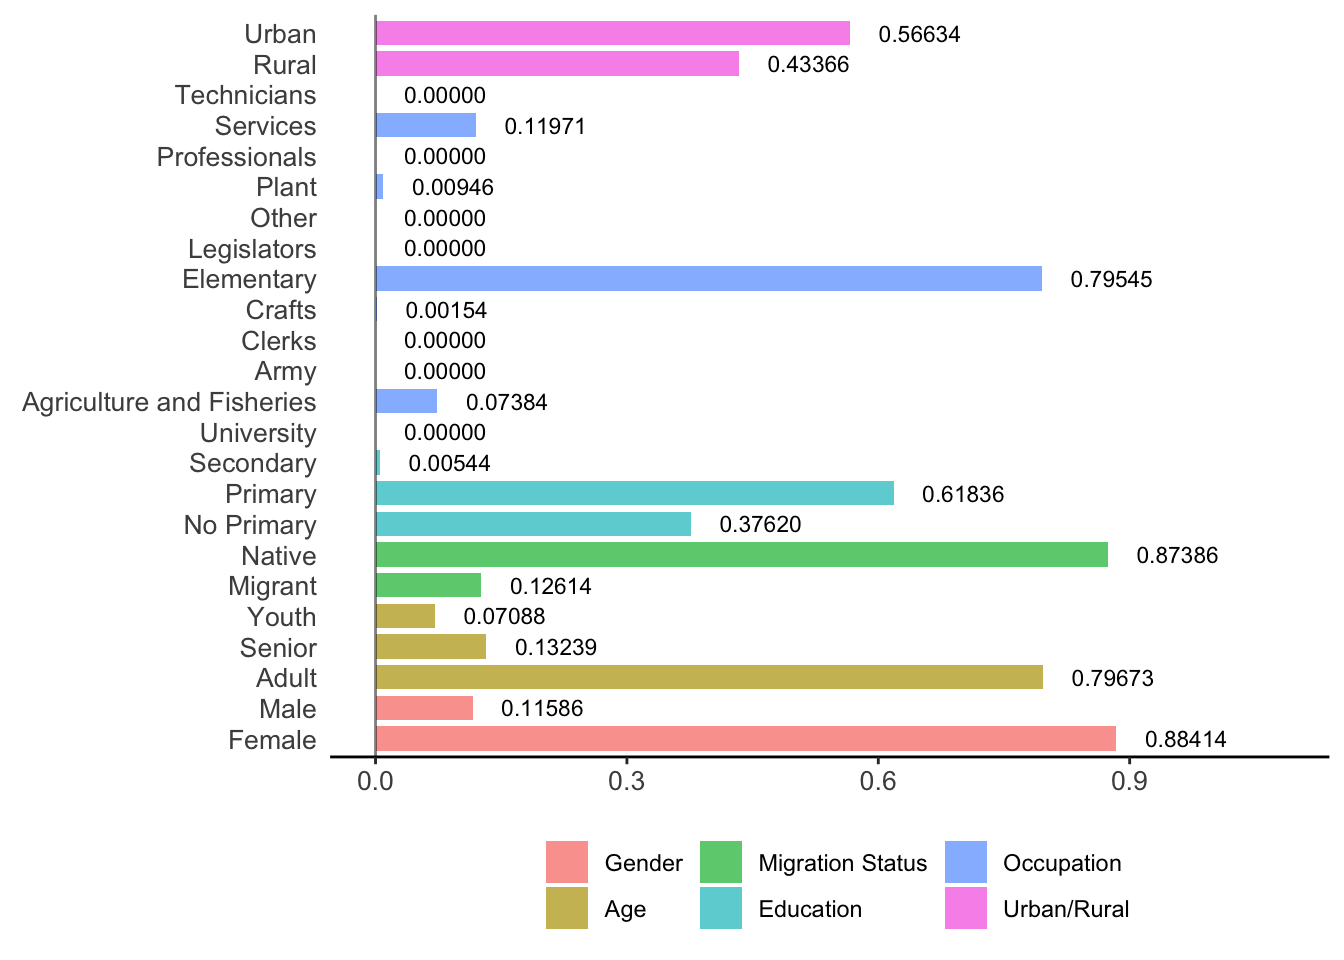 Urban 0.56634
Rural 0.43366
Technicians 0.00000
Services 0.11971
Professionals 0.00000
Plant 0.00946
Other 0.00000
Legislators 0.00000
Elementary 0.79545
Crafts 0.00154
Clerks 0.00000
Army 0.00000
Agriculture and Fisheries 0.07384
University 0.00000
Secondary 0.00544
Primary 0.61836
No Primary 0.37620
Native 0.87386
Migrant 0.12614
Youth 0.07088
Senior 0.13239
Adult 0.79673
Male 0.11586
Female 0.88414
0.0 0.3 0.6 0.9
Gender Migration Status Occupation
Age Education Urban/Rural